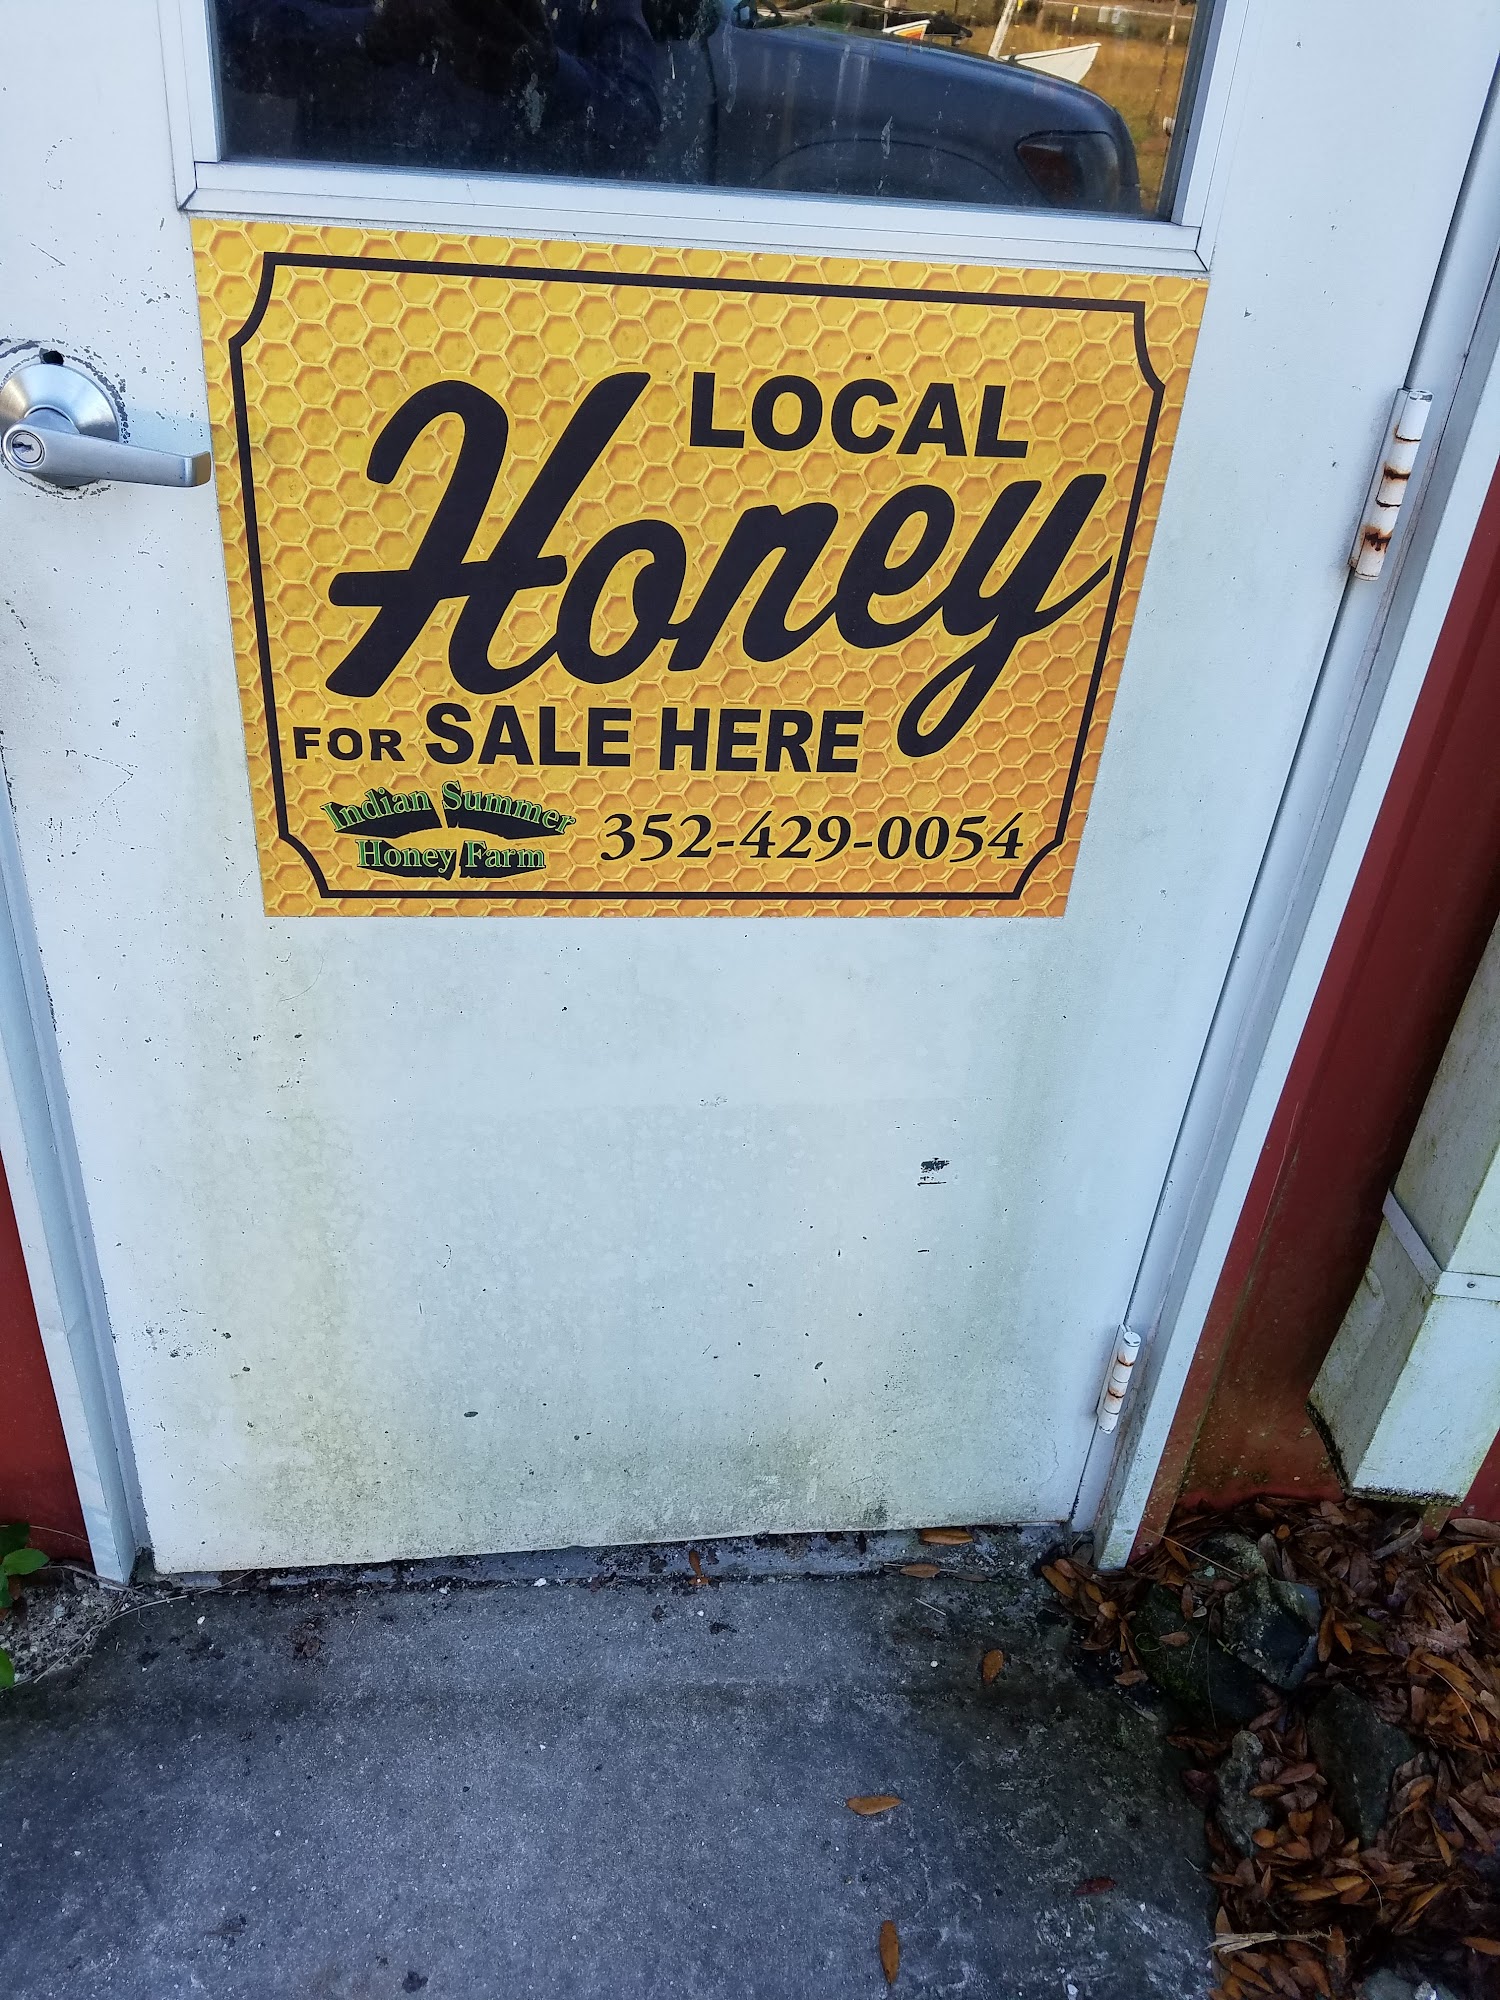 LOCAL
Honey
FOR SALE HERE
Indian Summer
Honey Farm
352-429-0054